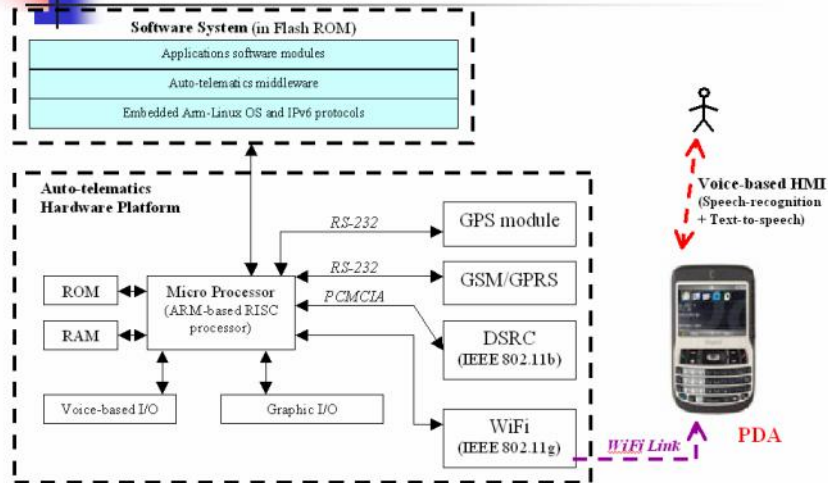 Software System (in Flash ROM)
Applications software modules
Auto-telematics middleware
Embedded Arm-Linux OS and IPv6 protocols
Auto-telematics
Hardware Platform
ROM
RAM
Micro Processor
(ARM-based RISC
processor)
Voice-based I/O
Graphic I/O
RS-232
RS-232
PCMCIA
GPS module
GSM/GPRS
DSRC
(IEEE 802.11b)
WiFi
(IEEE 802.11g)
WiFi Link
Voice-based HMI
(Speech-recognition
+ Text-to-speech)
PDA